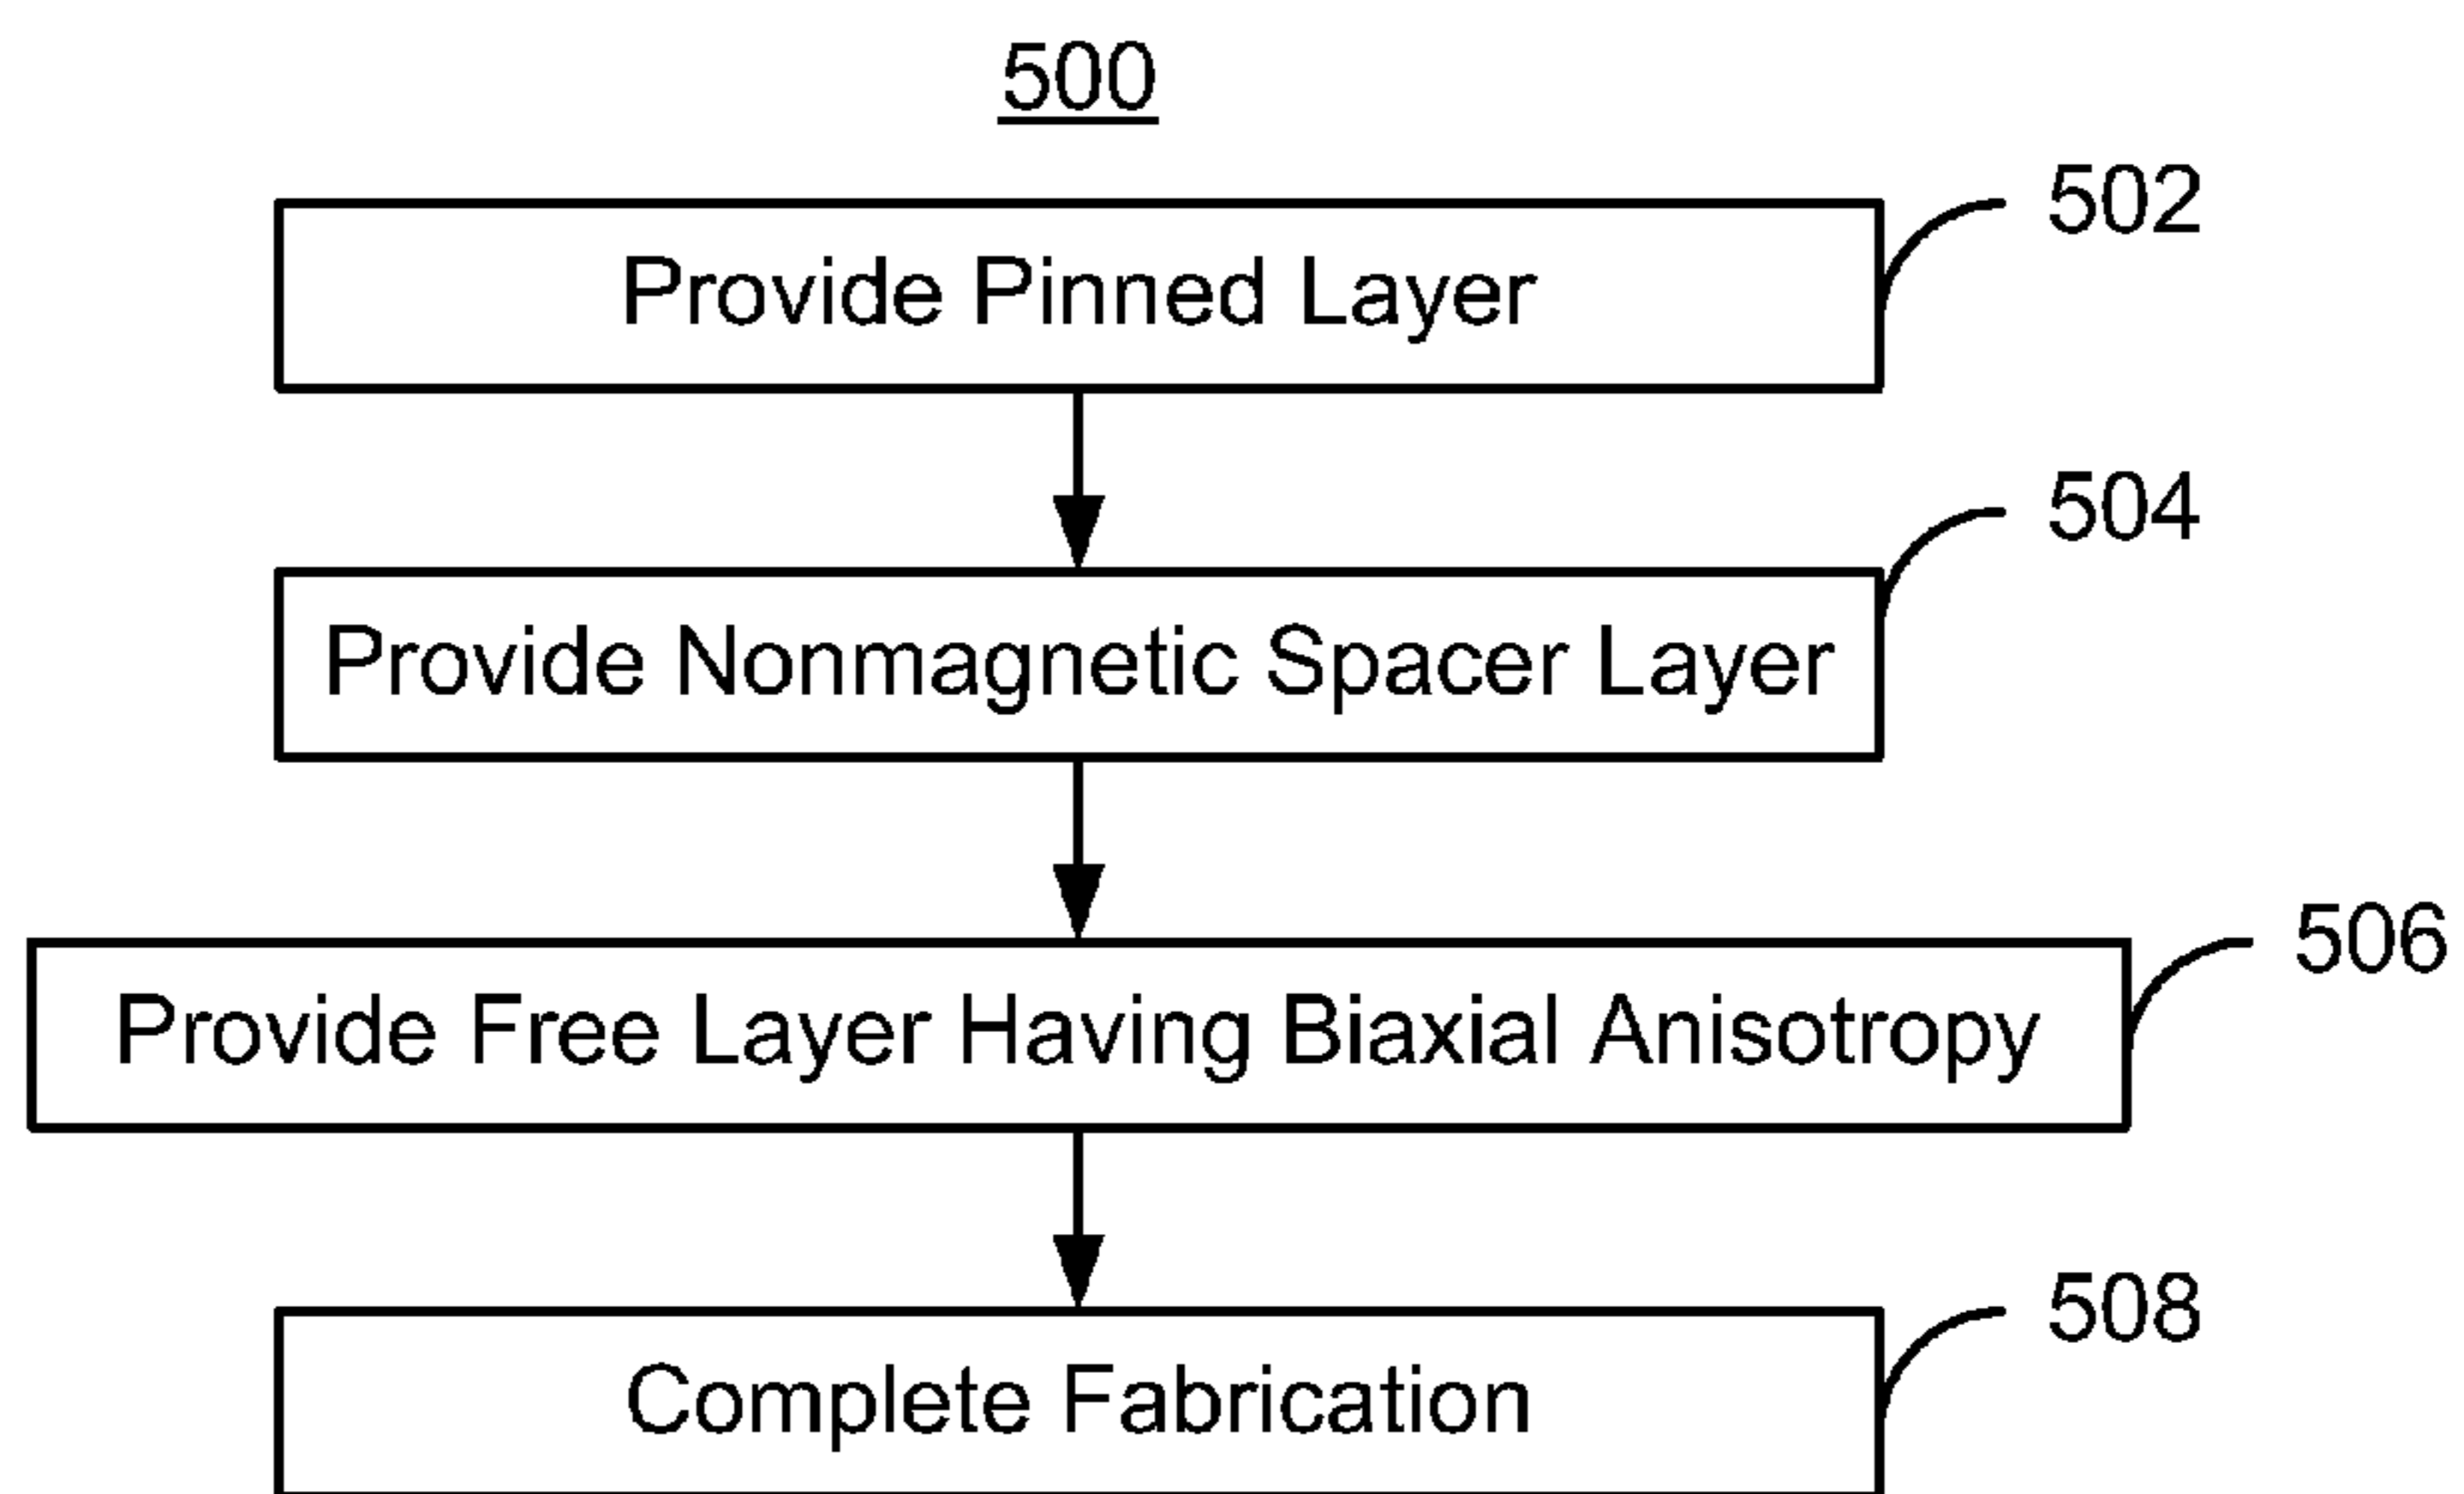 500
Provide Pinned Layer
502
Provide Nonmagnetic Spacer Layer
504
Provide Free Layer Having Biaxial Anisotropy
506
Complete Fabrication
508